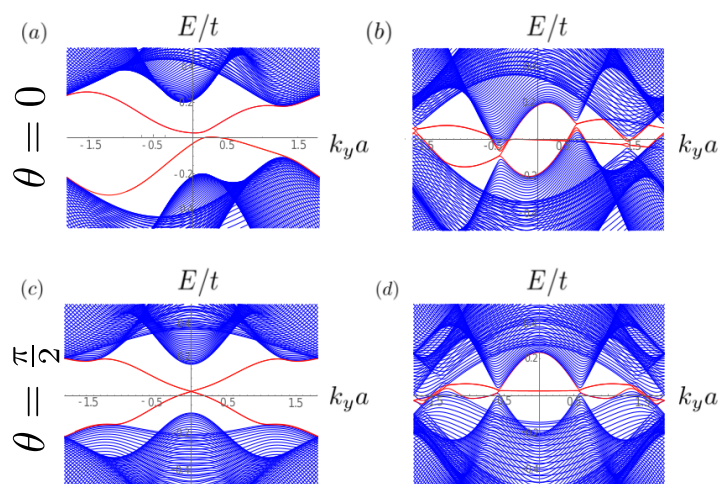 (a) E/t
(b) E/t
θ = 0
0.2
-1.5 -0.5 0.5 1.5 k_y a
-0.2
k_y a
(c) E/t
(d) E/t
θ = π/2
-1.5 -0.5 0.5 1.5 k_y a
0.2
k_y a